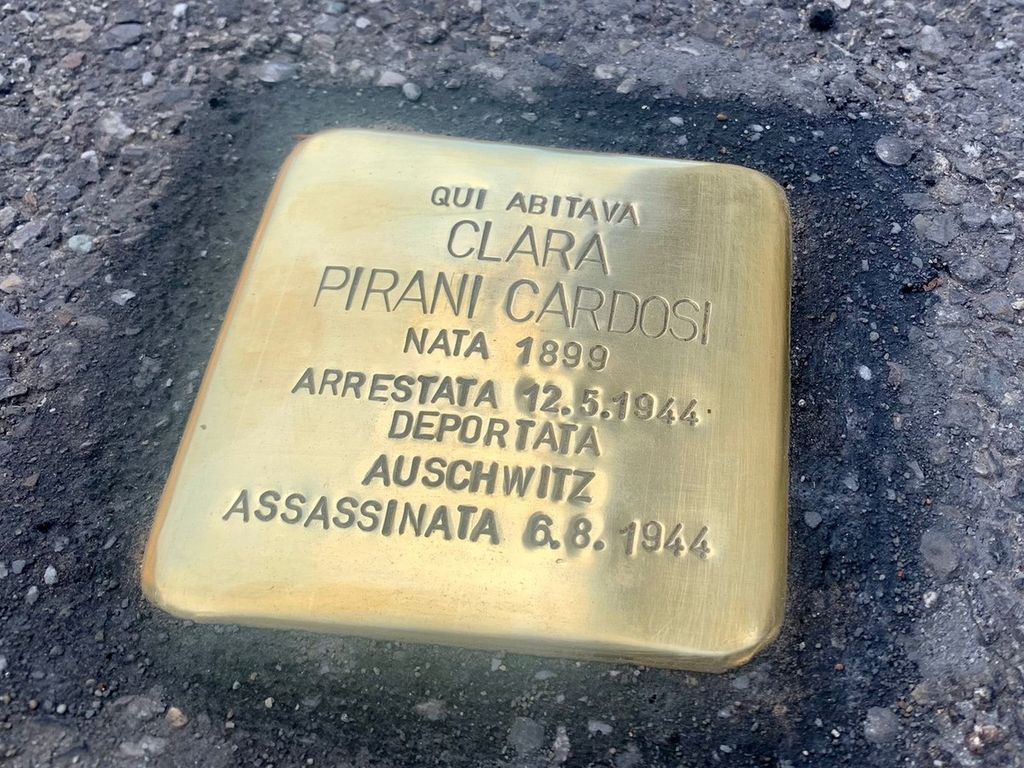 QUI ABITAVA
CLARA
PIRANI CARDOSI
NATA 1899
ARRESTATA 12.5.1944
DEPORTATA
AUSCHWITZ
ASSASSINATA 6.8.1944